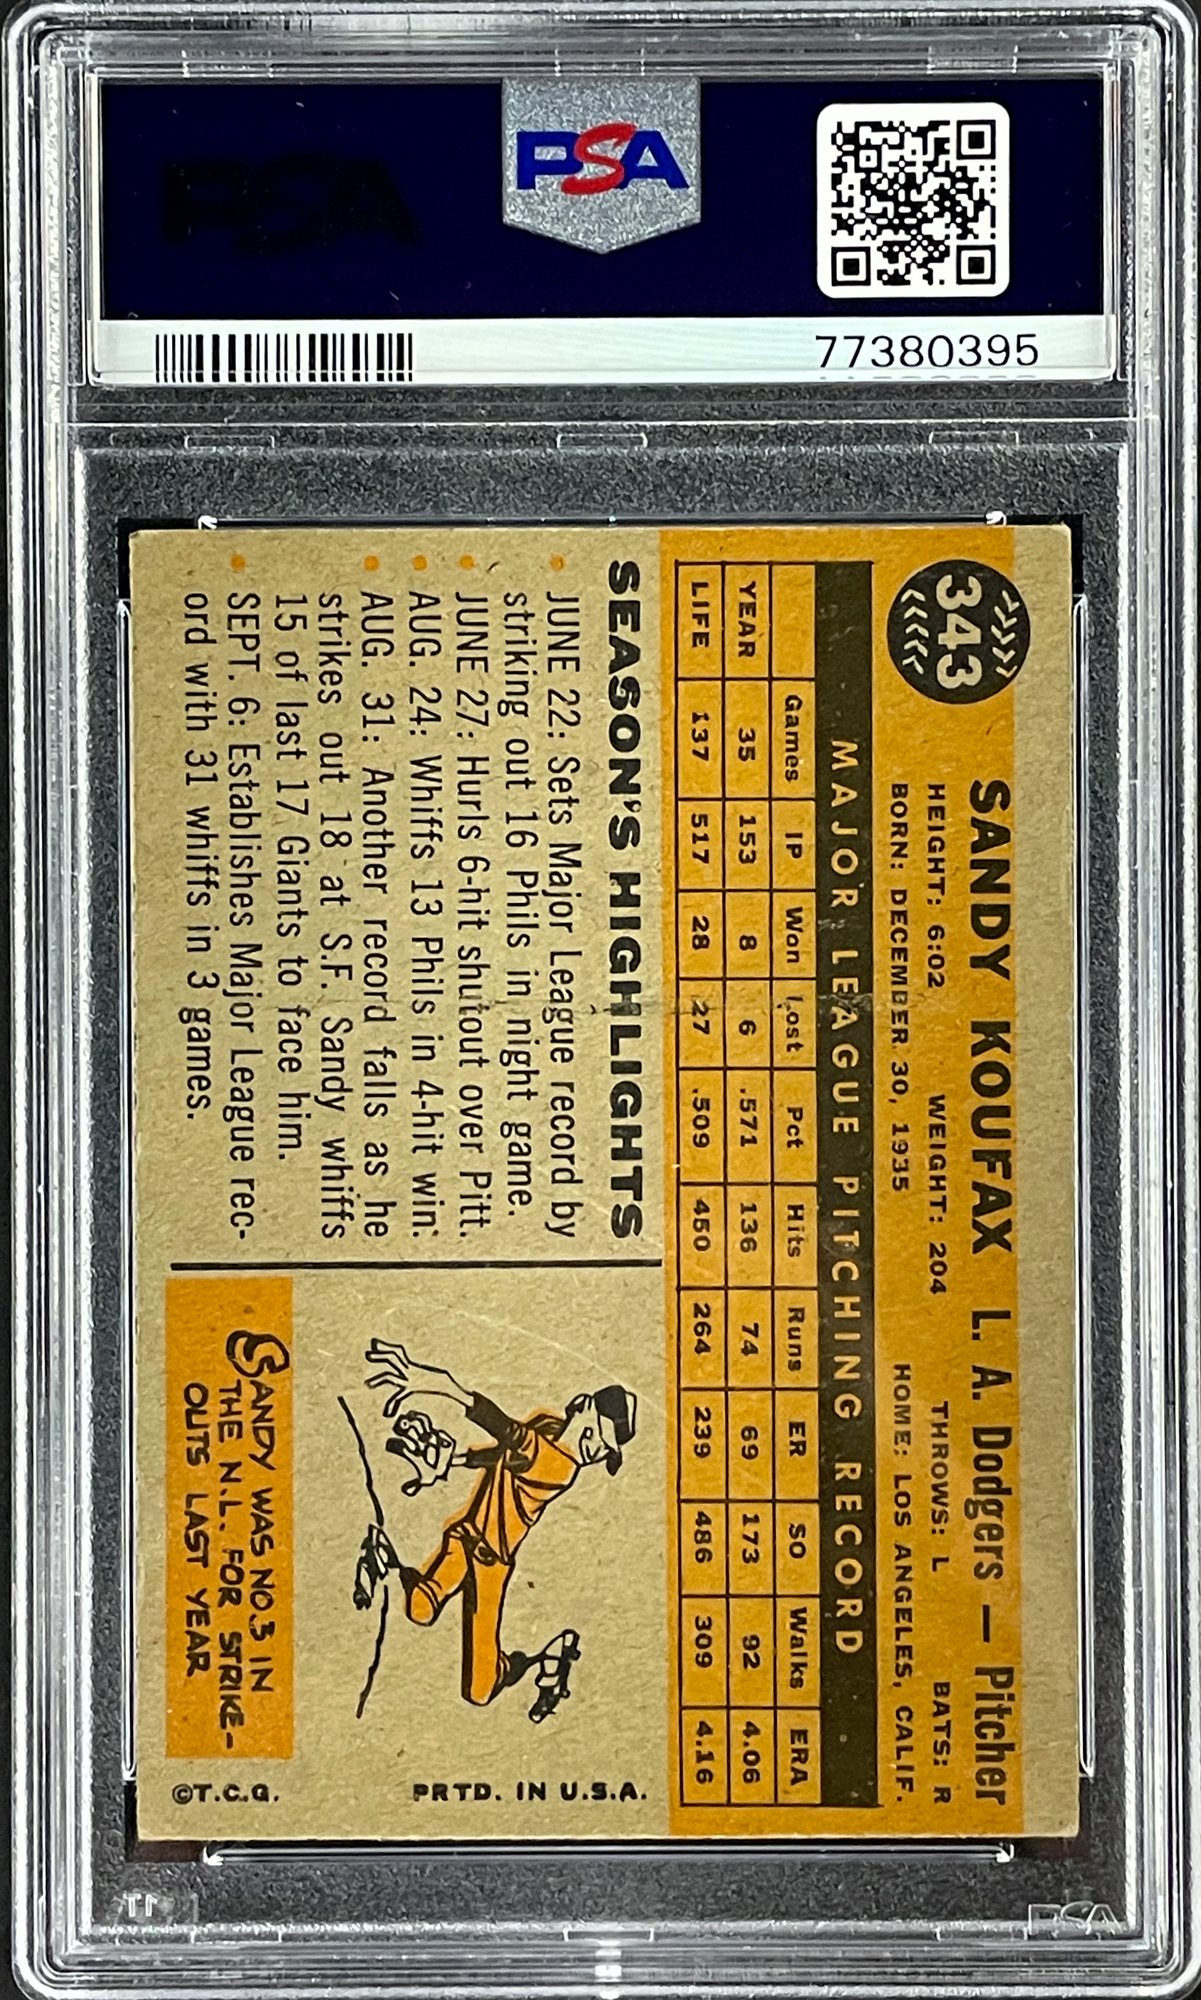 PSA
PSA
77380395
343
SANDY KOUFAX L. A. Dodgers — Pitcher
HEIGHT: 6:02 WEIGHT: 204 THROWS: L BATS: R
BORN: DECEMBER 30, 1935 HOME: LOS ANGELES, CALIF.
MAJOR LEAGUE PITCHING RECORD
Games IP Won Lost Pct Hits Runs ER SO Walks ERA
YEAR 35 153 8 6 .571 136 74 69 173 92 4.06
LIFE 137 517 28 27 .509 450 264 239 486 309 4.16
SEASON'S HIGHLIGHTS
JUNE 22: Sets Major League record by
striking out 16 Phils in night game.
JUNE 27: Hurls 6-hit shutout over Pitt.
AUG. 24: Whiffs 13 Phils in 4-hit win.
AUG. 31: Another record falls as he
strikes out 18 at S.F. Sandy whiffs
15 of last 17 Giants to face him.
SEPT. 6: Establishes Major League rec-
ord with 31 whiffs in 3 games.
SANDY WAS NO.3 IN
THE N.L. FOR STRIKE-
OUTS LAST YEAR
PRTD. IN U.S.A.
©T.C.G.
PSA